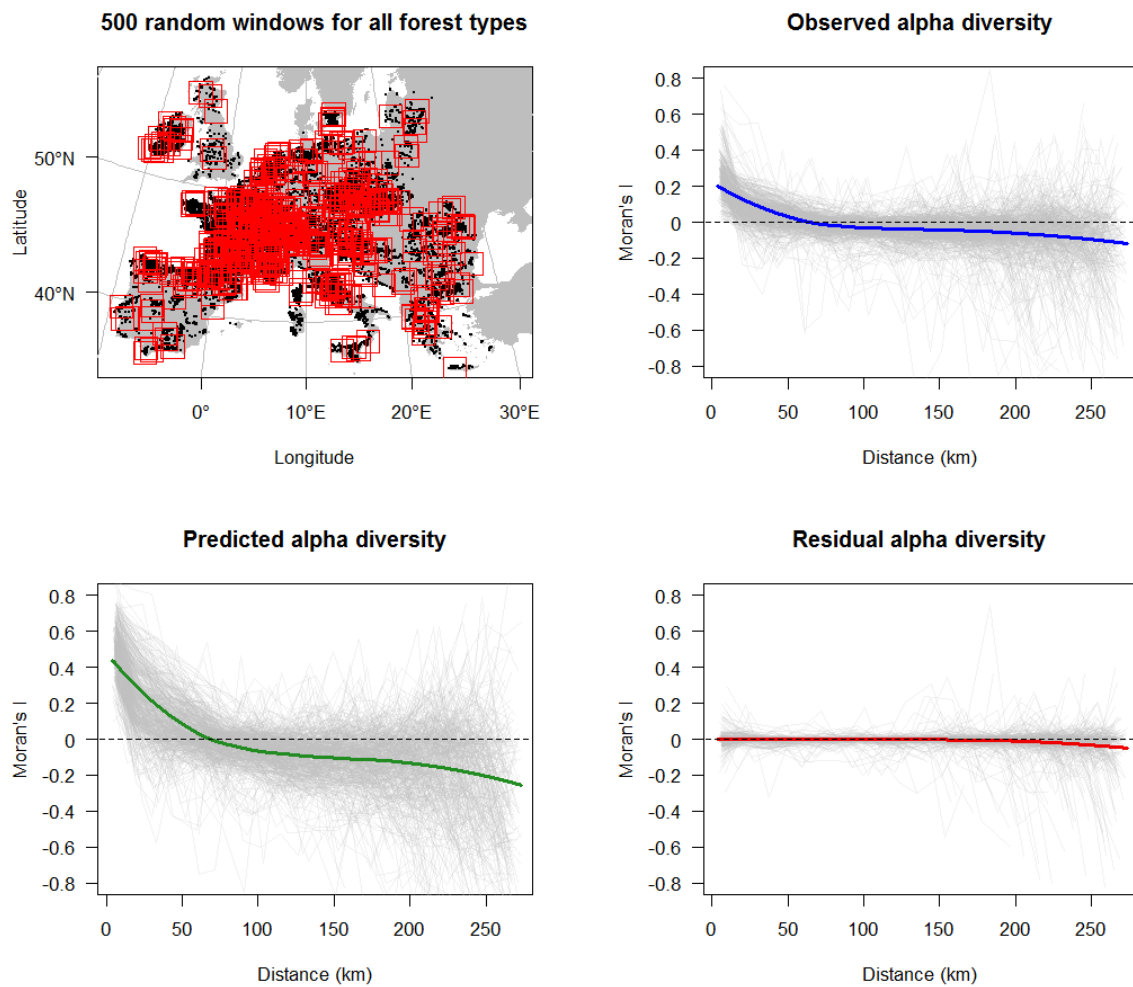 500 random windows for all forest types
50°N
40°N
Latitude
0°
10°E
20°E
30°E
Longitude
Observed alpha diversity
0.8
0.6
0.4
0.2
0
-0.2
-0.4
-0.6
-0.8
Moran's I
0
50
100
150
200
250
Distance (km)
Predicted alpha diversity
0.8
0.6
0.4
0.2
0
-0.2
-0.4
-0.6
-0.8
Moran's I
0
50
100
150
200
250
Distance (km)
Residual alpha diversity
0.8
0.6
0.4
0.2
0
-0.2
-0.4
-0.6
-0.8
Moran's I
0
50
100
150
200
250
Distance (km)